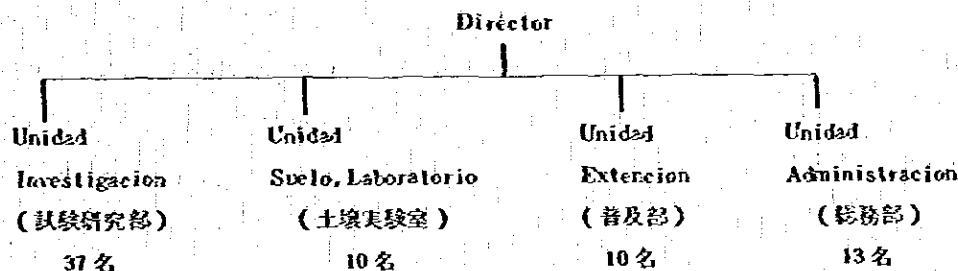 Director
Unidad Unidad Unidad Unidad
Investigacion Suelo, Laboratorio Extencion Administracion
(試験研究部) (土壌実験室) (普及部) (総務部)
37名 10名 10名 13名